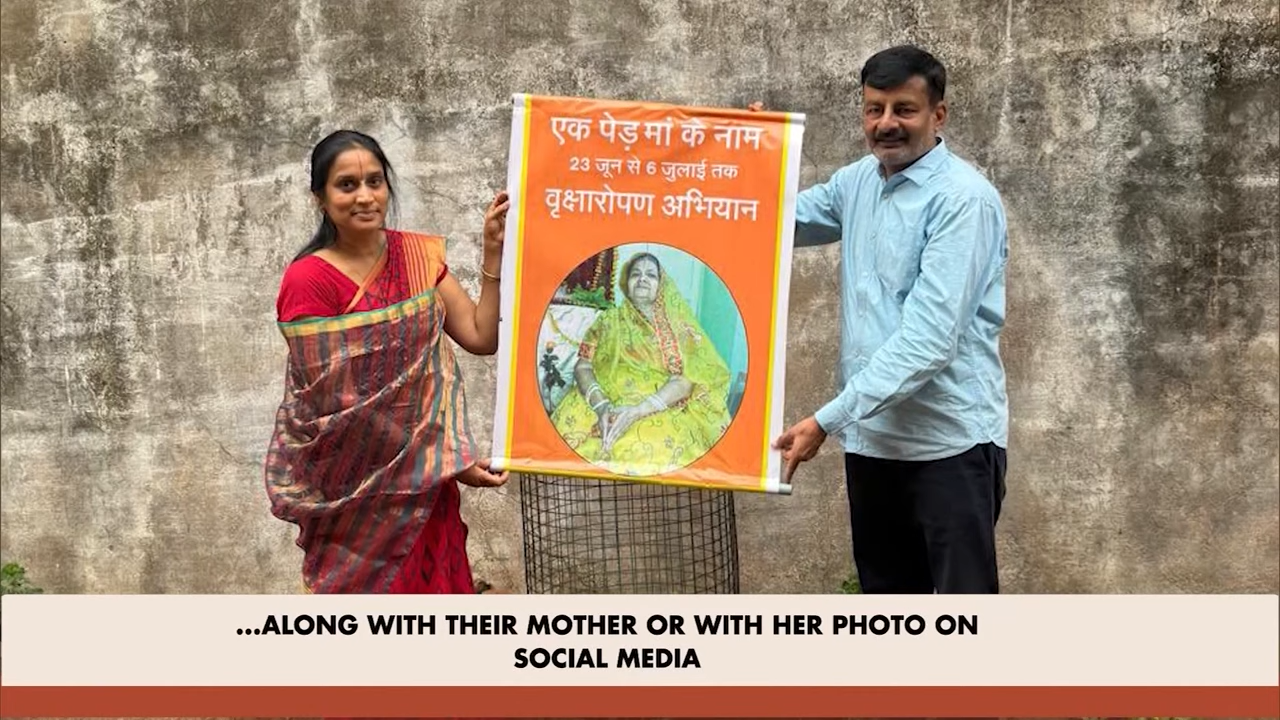 एक पेड़ मां के नाम
23 जून से 6 जुलाई तक
वृक्षारोपण अभियान
...ALONG WITH THEIR MOTHER OR WITH HER PHOTO ON
SOCIAL MEDIA